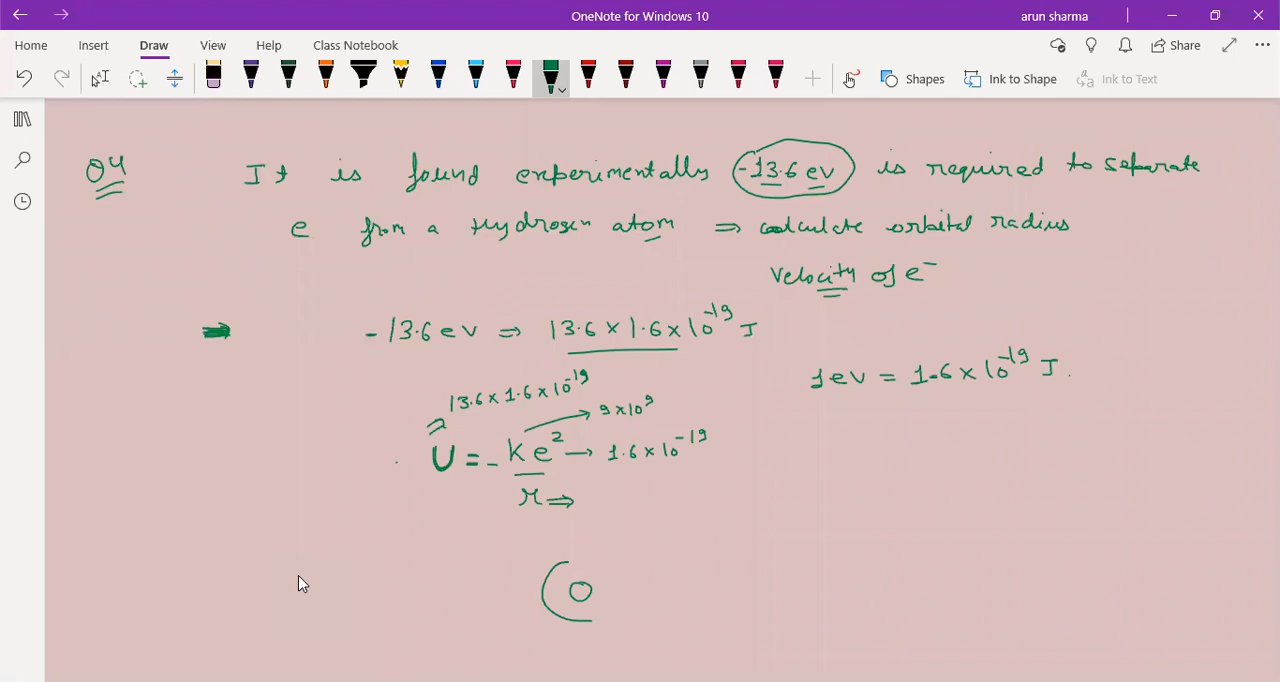 OneNote for Windows 10
arun sharma
Home Insert Draw View Help Class Notebook
Share
Shapes Ink to Shape Ink to Text
Q4 It is found experimentally -13.6 ev is required to separate
e from a Hydrogen atom ⇒ calculate orbital radius
velocity of e⁻
-13.6 ev ⇒ 13.6 × 1.6 × 10⁻¹⁹ J
1ev = 1.6 × 10⁻¹⁹ J.
13.6 × 1.6 × 10⁻¹⁹
→ 9 × 10⁹
U = - Ke² → 1.6 × 10⁻¹⁹
r ⇒